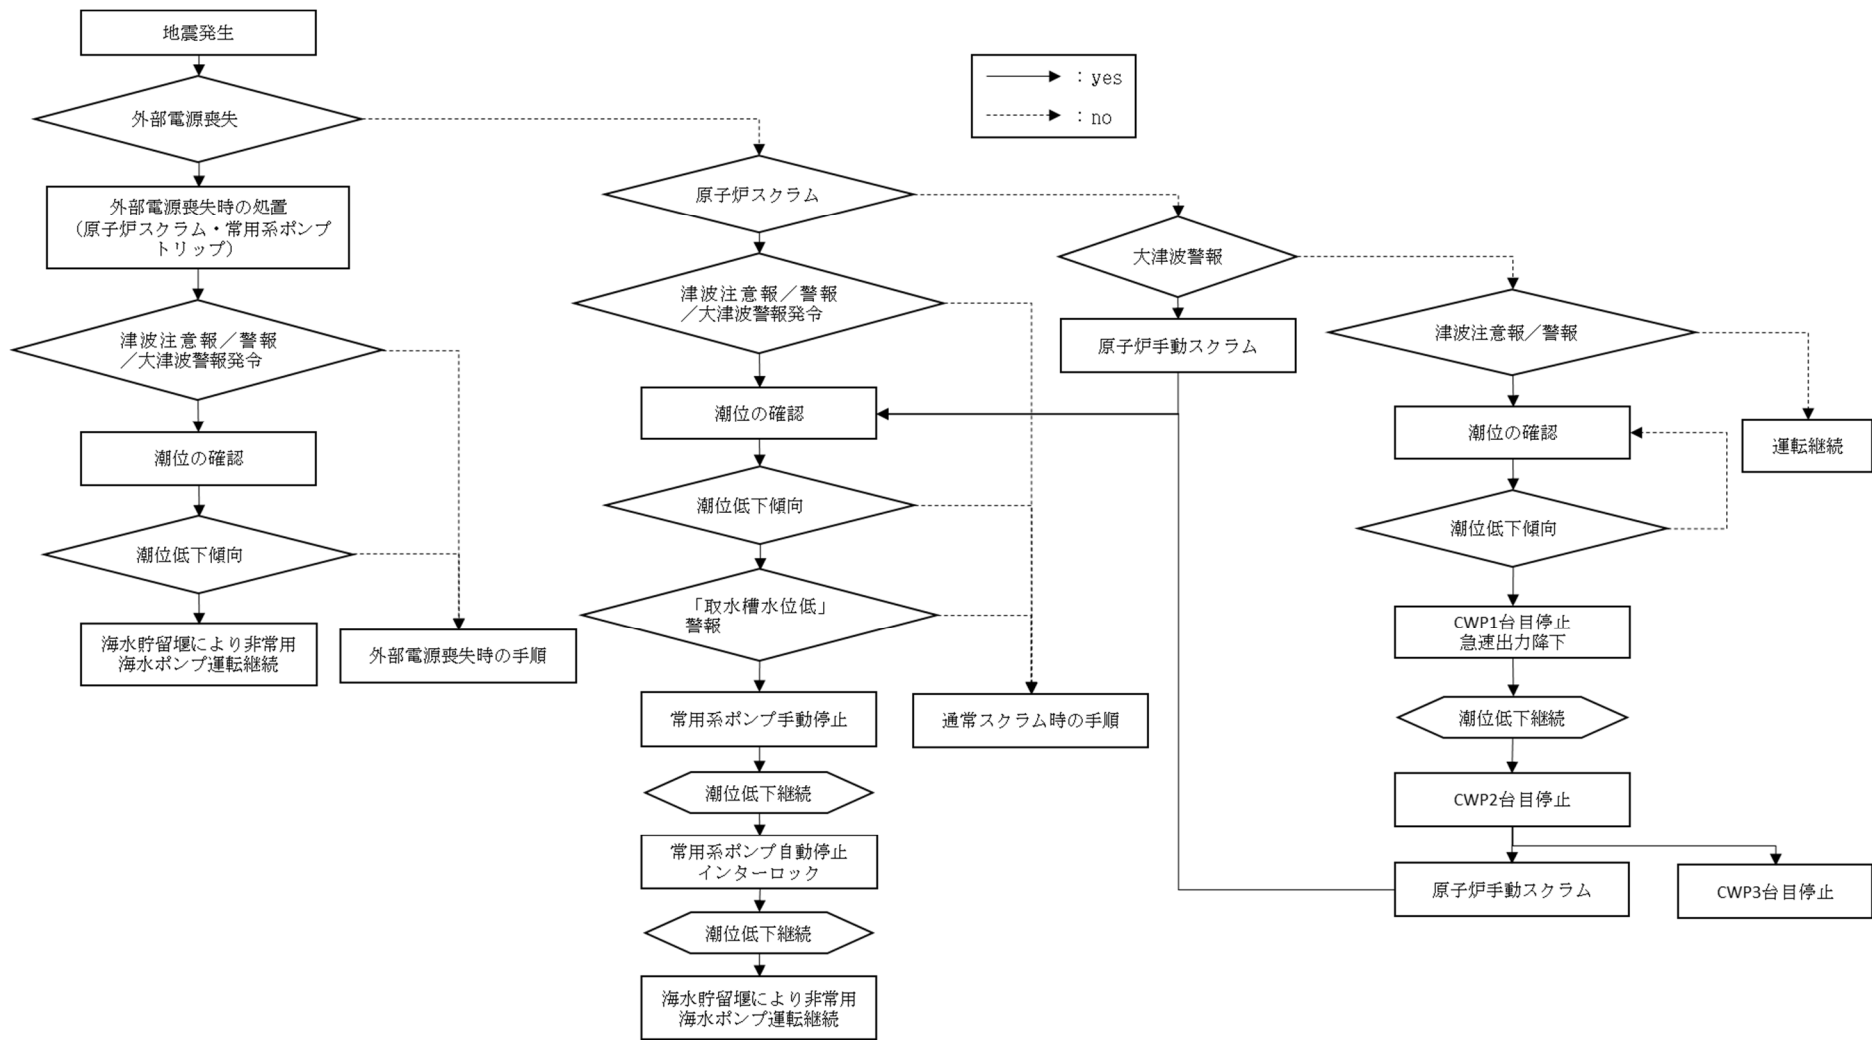 地震発生
外部電源喪失
外部電源喪失時の処置
（原子炉スクラム・常用系ポンプ
トリップ）
津波注意報／警報
／大津波警報発令
潮位の確認
潮位低下傾向
海水貯留堰により非常用
海水ポンプ運転継続
外部電源喪失時の手順
原子炉スクラム
津波注意報／警報
／大津波警報発令
潮位の確認
潮位低下傾向
「取水槽水位低」
警報
常用系ポンプ手動停止
潮位低下継続
常用系ポンプ自動停止
インターロック
潮位低下継続
海水貯留堰により非常用
海水ポンプ運転継続
通常スクラム時の手順
：yes
：no
大津波警報
原子炉手動スクラム
津波注意報／警報
潮位の確認
運転継続
潮位低下傾向
CWP1台目停止
急速出力降下
潮位低下継続
CWP2台目停止
原子炉手動スクラム
CWP3台目停止